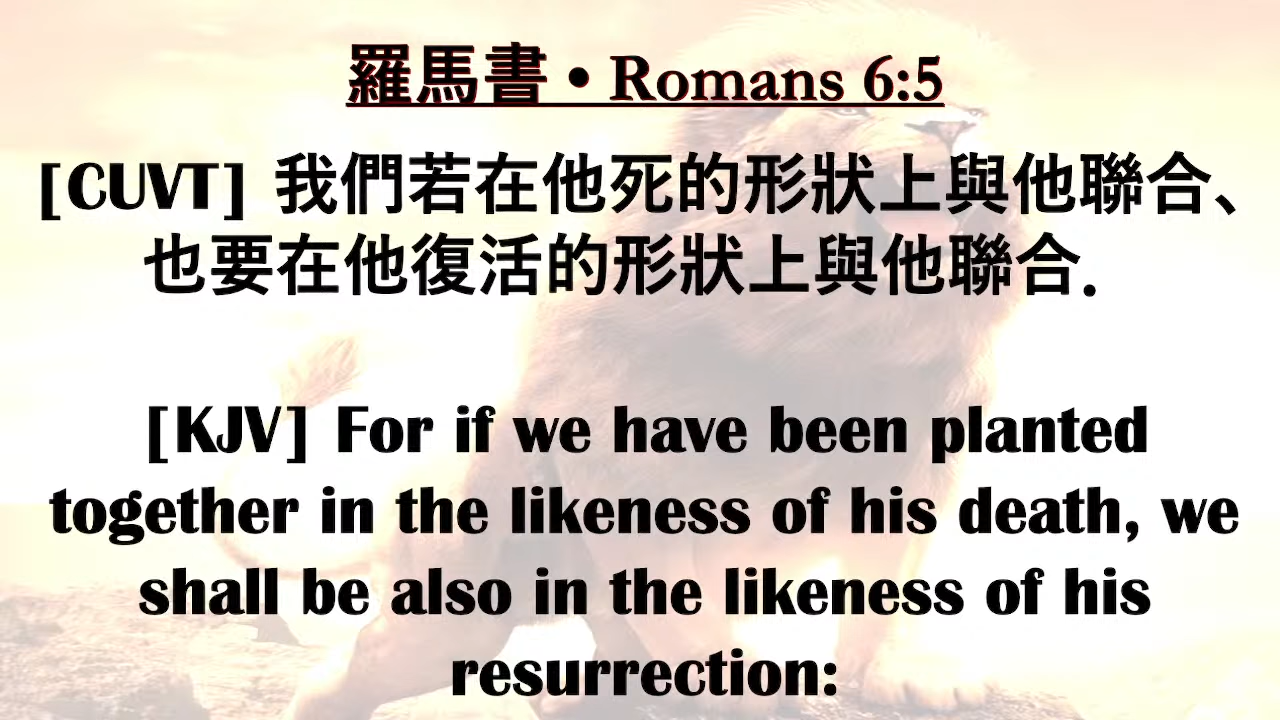 羅馬書 • Romans 6:5
[CUVT] 我們若在他死的形狀上與他聯合、
也要在他復活的形狀上與他聯合.
[KJV] For if we have been planted
together in the likeness of his death, we
shall be also in the likeness of his
resurrection: